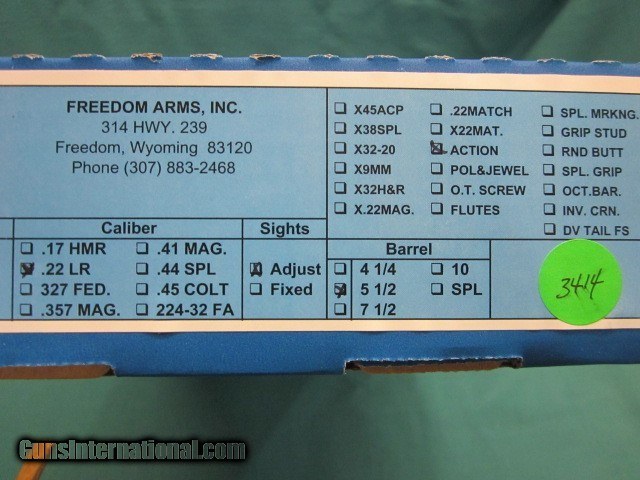 FREEDOM ARMS, INC.
314 HWY. 239
Freedom, Wyoming 83120
Phone (307) 883-2468
X45ACP .22MATCH SPL. MRKNG.
X38SPL X22MAT. GRIP STUD
X32-20 ACTION RND BUTT
X9MM POL&JEWEL SPL. GRIP
X32H&R O.T. SCREW OCT.BAR.
X.22MAG. FLUTES INV. CRN.
DV TAIL FS
Caliber Sights Barrel
.17 HMR .41 MAG. Adjust 4 1/4 10
.22 LR .44 SPL Fixed 5 1/2 SPL
327 FED. .45 COLT 7 1/2
.357 MAG. 224-32 FA
3414
GunsInternational.com